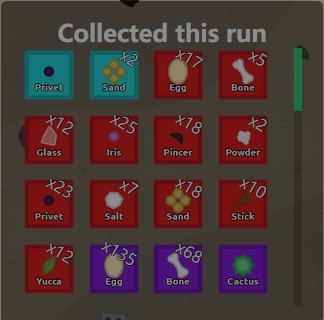 Collected this run
x2 x17 x5
Privet Sand Egg Bone
x12 x25 x18 x2
Glass Iris Pincer Powder
x23 x7 x18 x10
Privet Salt Sand Stick
x12 x135 x68
Yucca Egg Bone Cactus